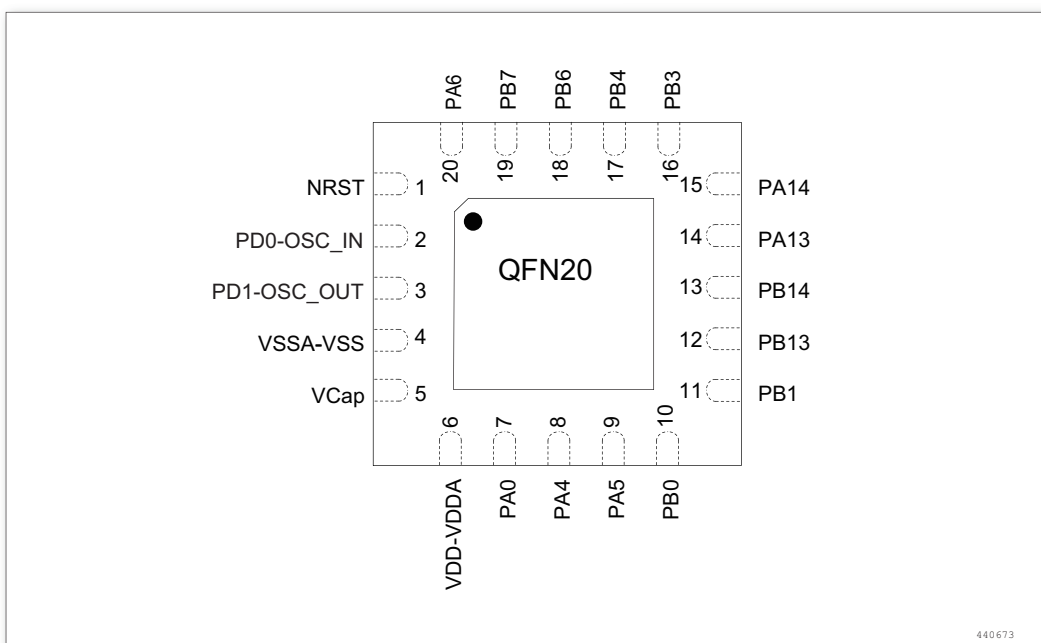 PA6
PB7
PB6
PB4
PB3
20
19
18
17
16
NRST
1
PD0-OSC_IN
2
PD1-OSC_OUT
3
VSSA-VSS
4
VCap
5
QFN20
15
PA14
14
PA13
13
PB14
12
PB13
11
PB1
6
7
8
9
10
VDD-VDDA
PA0
PA4
PA5
PB0
440673